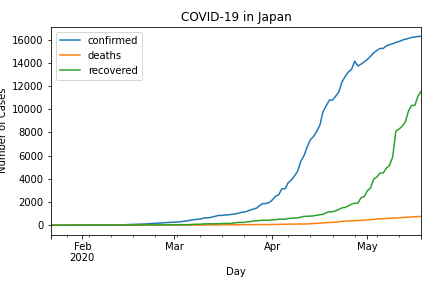 COVID-19 in Japan
confirmed
deaths
recovered
16000
14000
12000
10000
8000
6000
4000
2000
0
Number of Cases
Feb
2020
Mar
Apr
May
Day